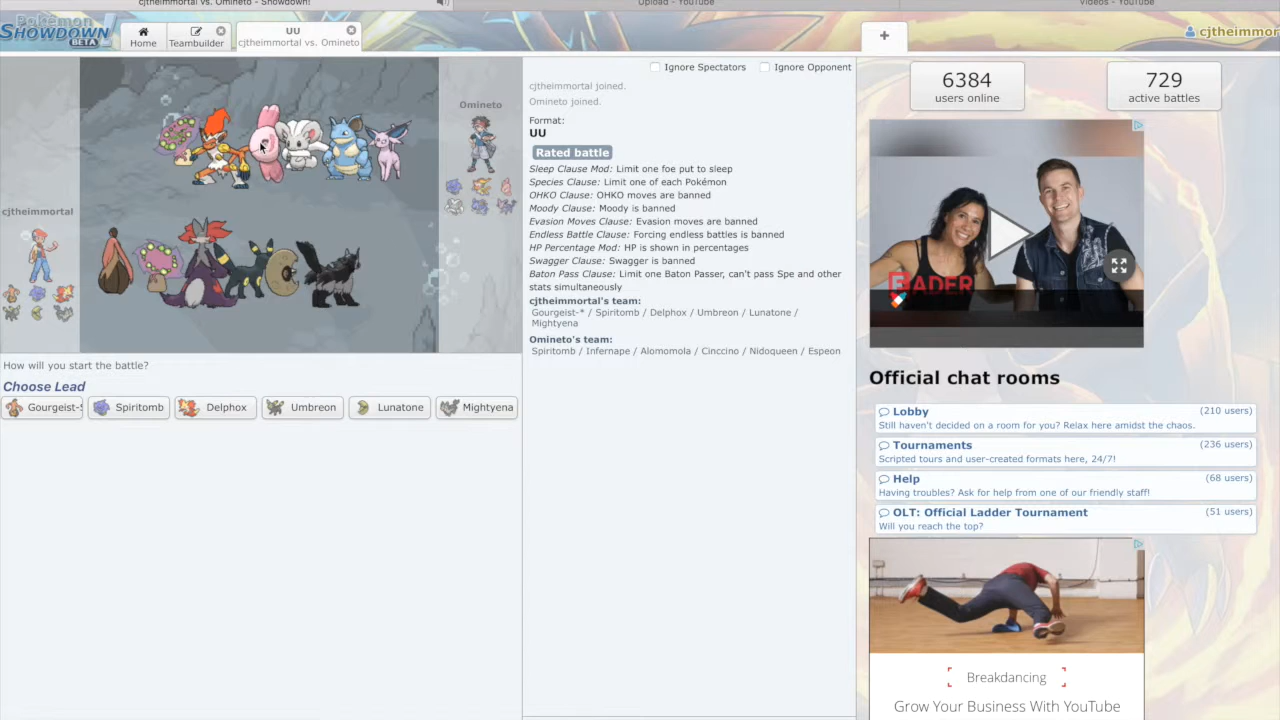 cjtheimmortal vs. Omineto - Showdown!
Upload - YouTube
Videos - YouTube
Pokémon
SHOWDOWN
BETA
Home
Teambuilder
UU
cjtheimmortal vs. Omineto
+
cjtheimmor
Omineto
cjtheimmortal
Ignore Spectators
Ignore Opponent
cjtheimmortal joined.
Omineto joined.
Format:
UU
Rated battle
Sleep Clause Mod: Limit one foe put to sleep
Species Clause: Limit one of each Pokémon
OHKO Clause: OHKO moves are banned
Moody Clause: Moody is banned
Evasion Moves Clause: Evasion moves are banned
Endless Battle Clause: Forcing endless battles is banned
HP Percentage Mod: HP is shown in percentages
Swagger Clause: Swagger is banned
Baton Pass Clause: Limit one Baton Passer, can't pass Spe and other
stats simultaneously
cjtheimmortal's team:
Gourgeist-* / Spiritomb / Delphox / Umbreon / Lunatone /
Mightyena
Omineto's team:
Spiritomb / Infernape / Alomomola / Cinccino / Nidoqueen / Espeon
How will you start the battle?
Choose Lead
Gourgeist-S
Spiritomb
Delphox
Umbreon
Lunatone
Mightyena
6384
users online
729
active battles
Official chat rooms
Lobby
(210 users)
Still haven't decided on a room for you? Relax here amidst the chaos.
Tournaments
(236 users)
Scripted tours and user-created formats here, 24/7!
Help
(68 users)
Having troubles? Ask for help from one of our friendly staff!
OLT: Official Ladder Tournament
(51 users)
Will you reach the top?
Breakdancing
Grow Your Business With YouTube